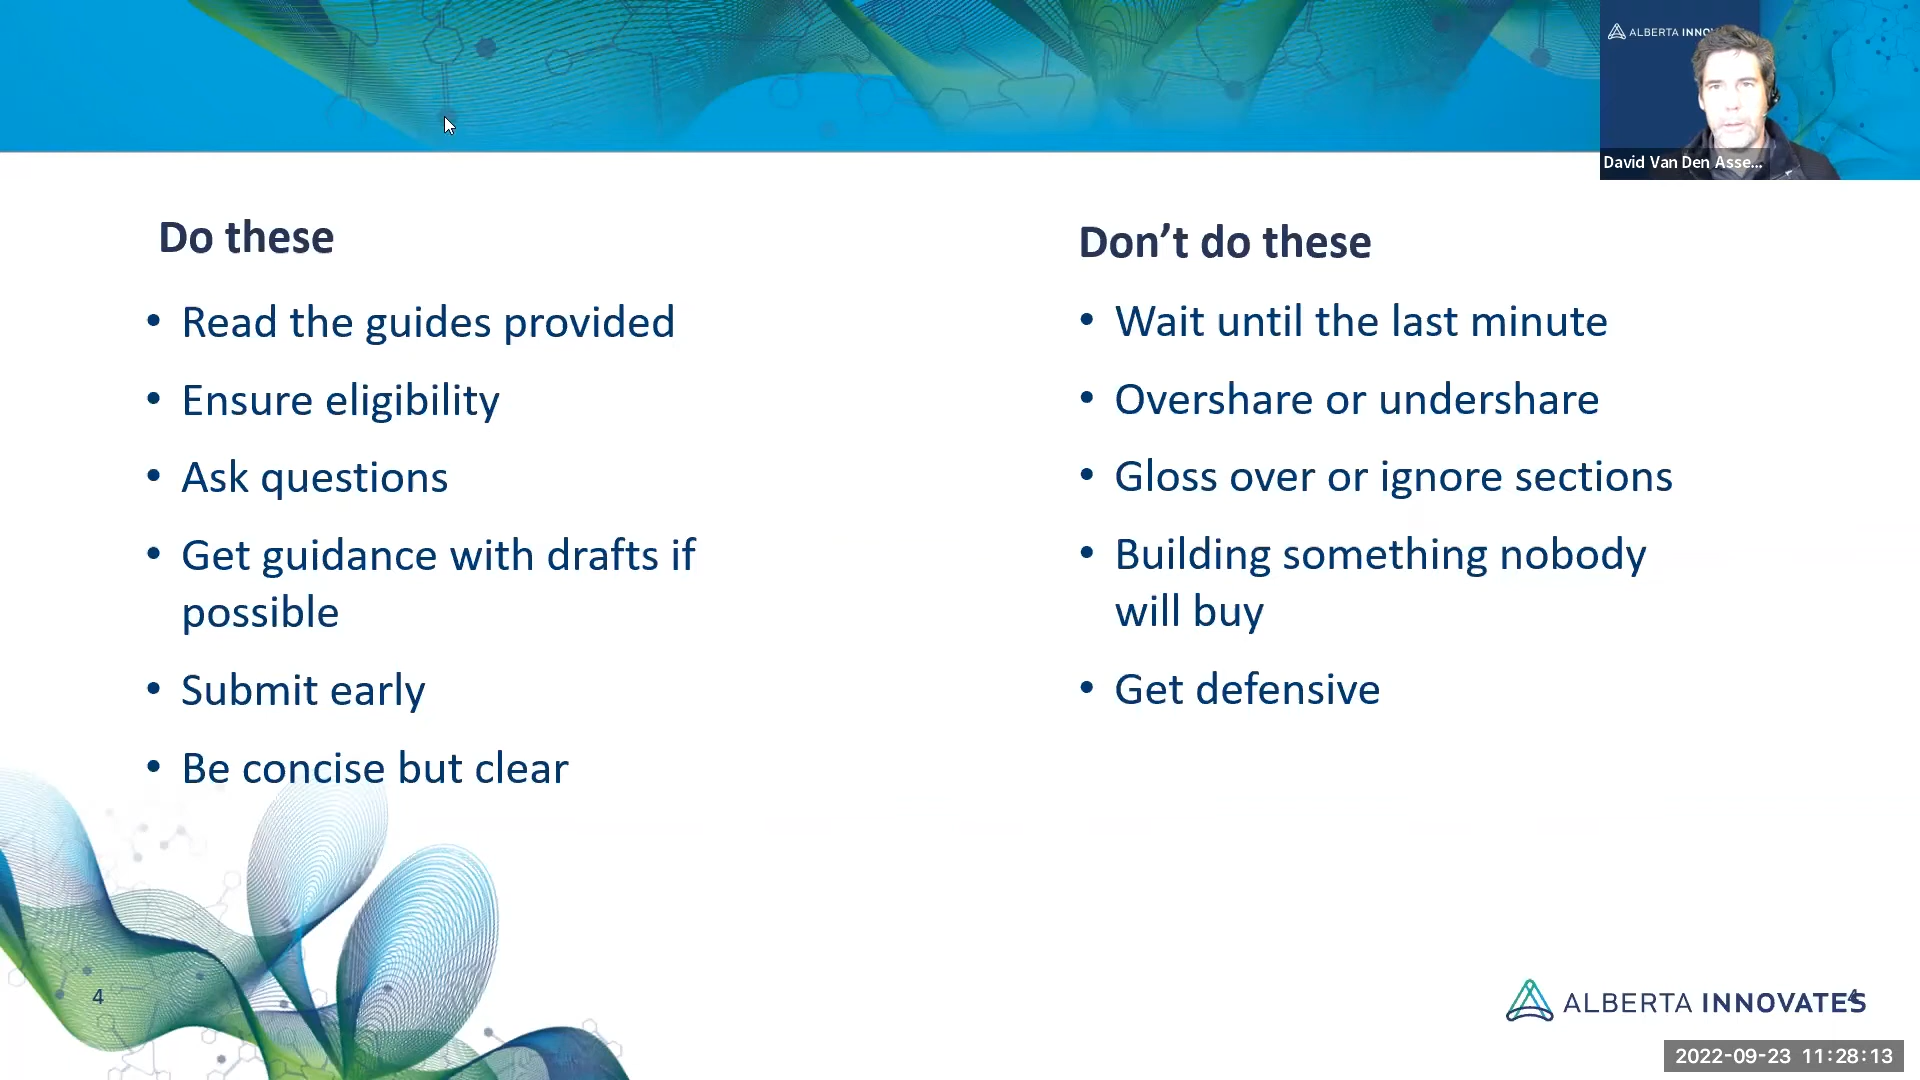 ALBERTA INNO
David Van Den Asse...
Do these
• Read the guides provided
• Ensure eligibility
• Ask questions
• Get guidance with drafts if
possible
• Submit early
• Be concise but clear
Don’t do these
• Wait until the last minute
• Overshare or undershare
• Gloss over or ignore sections
• Building something nobody
will buy
• Get defensive
4
ALBERTA INNOVATES
4
2022-09-23 11:28:13